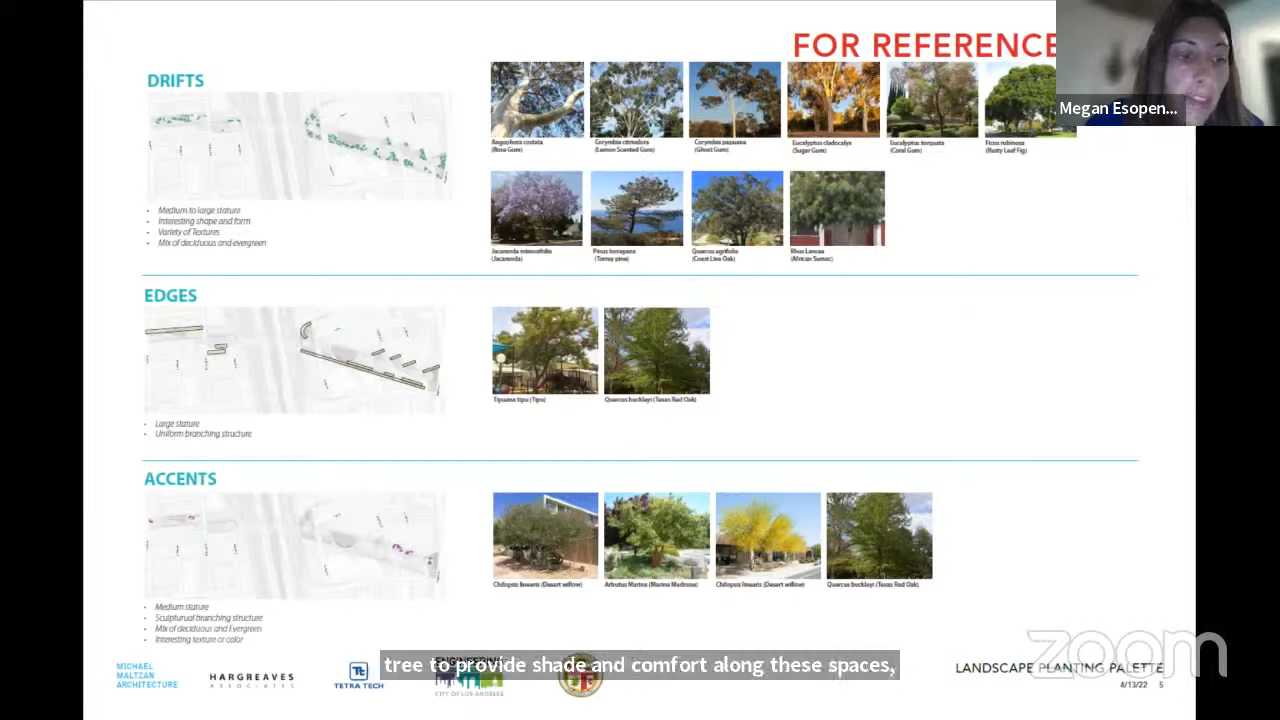 FOR REFERENCE
Megan Esopen...
DRIFTS
Angophora costata
(Rose Gum)
Corymbia citriodora
(Lemon Scented Gum)
Corymbia papuana
(Ghost Gum)
Eucalyptus cladocalyx
(Sugar Gum)
Eucalyptus torquata
(Coral Gum)
Ficus rubinosa
(Rusty Leaf Fig)
• Medium to large stature
• Interesting shape and form
• Variety of Textures
• Mix of deciduous and evergreen
Jacaranda mimosifolia
(Jacaranda)
Pinus torreyana
(Torrey pine)
Quercus agrifolia
(Coast Live Oak)
Rhus Lancea
(African Sumac)
EDGES
Tipuana tipu (Tipu)
Quercus buckleyi (Texas Red Oak)
• Large stature
• Uniform branching structure
ACCENTS
Chilopsis linearis (Desert willow)
Arbutus Marina (Marina Madrone)
Chilopsis linearis (Desert willow)
Quercus buckleyi (Texas Red Oak)
• Medium stature
• Sculpturual branching structure
• Mix of deciduous and Evergreen
• Interesting texture or color
tree to provide shade and comfort along these spaces,
MICHAEL
MALTZAN
ARCHITECTURE
HARGREAVES
ASSOCIATES
TETRA TECH
ENGINEERING
CITY OF LOS ANGELES
LANDSCAPE PLANTING PALETTE
4/13/22 5
zoom